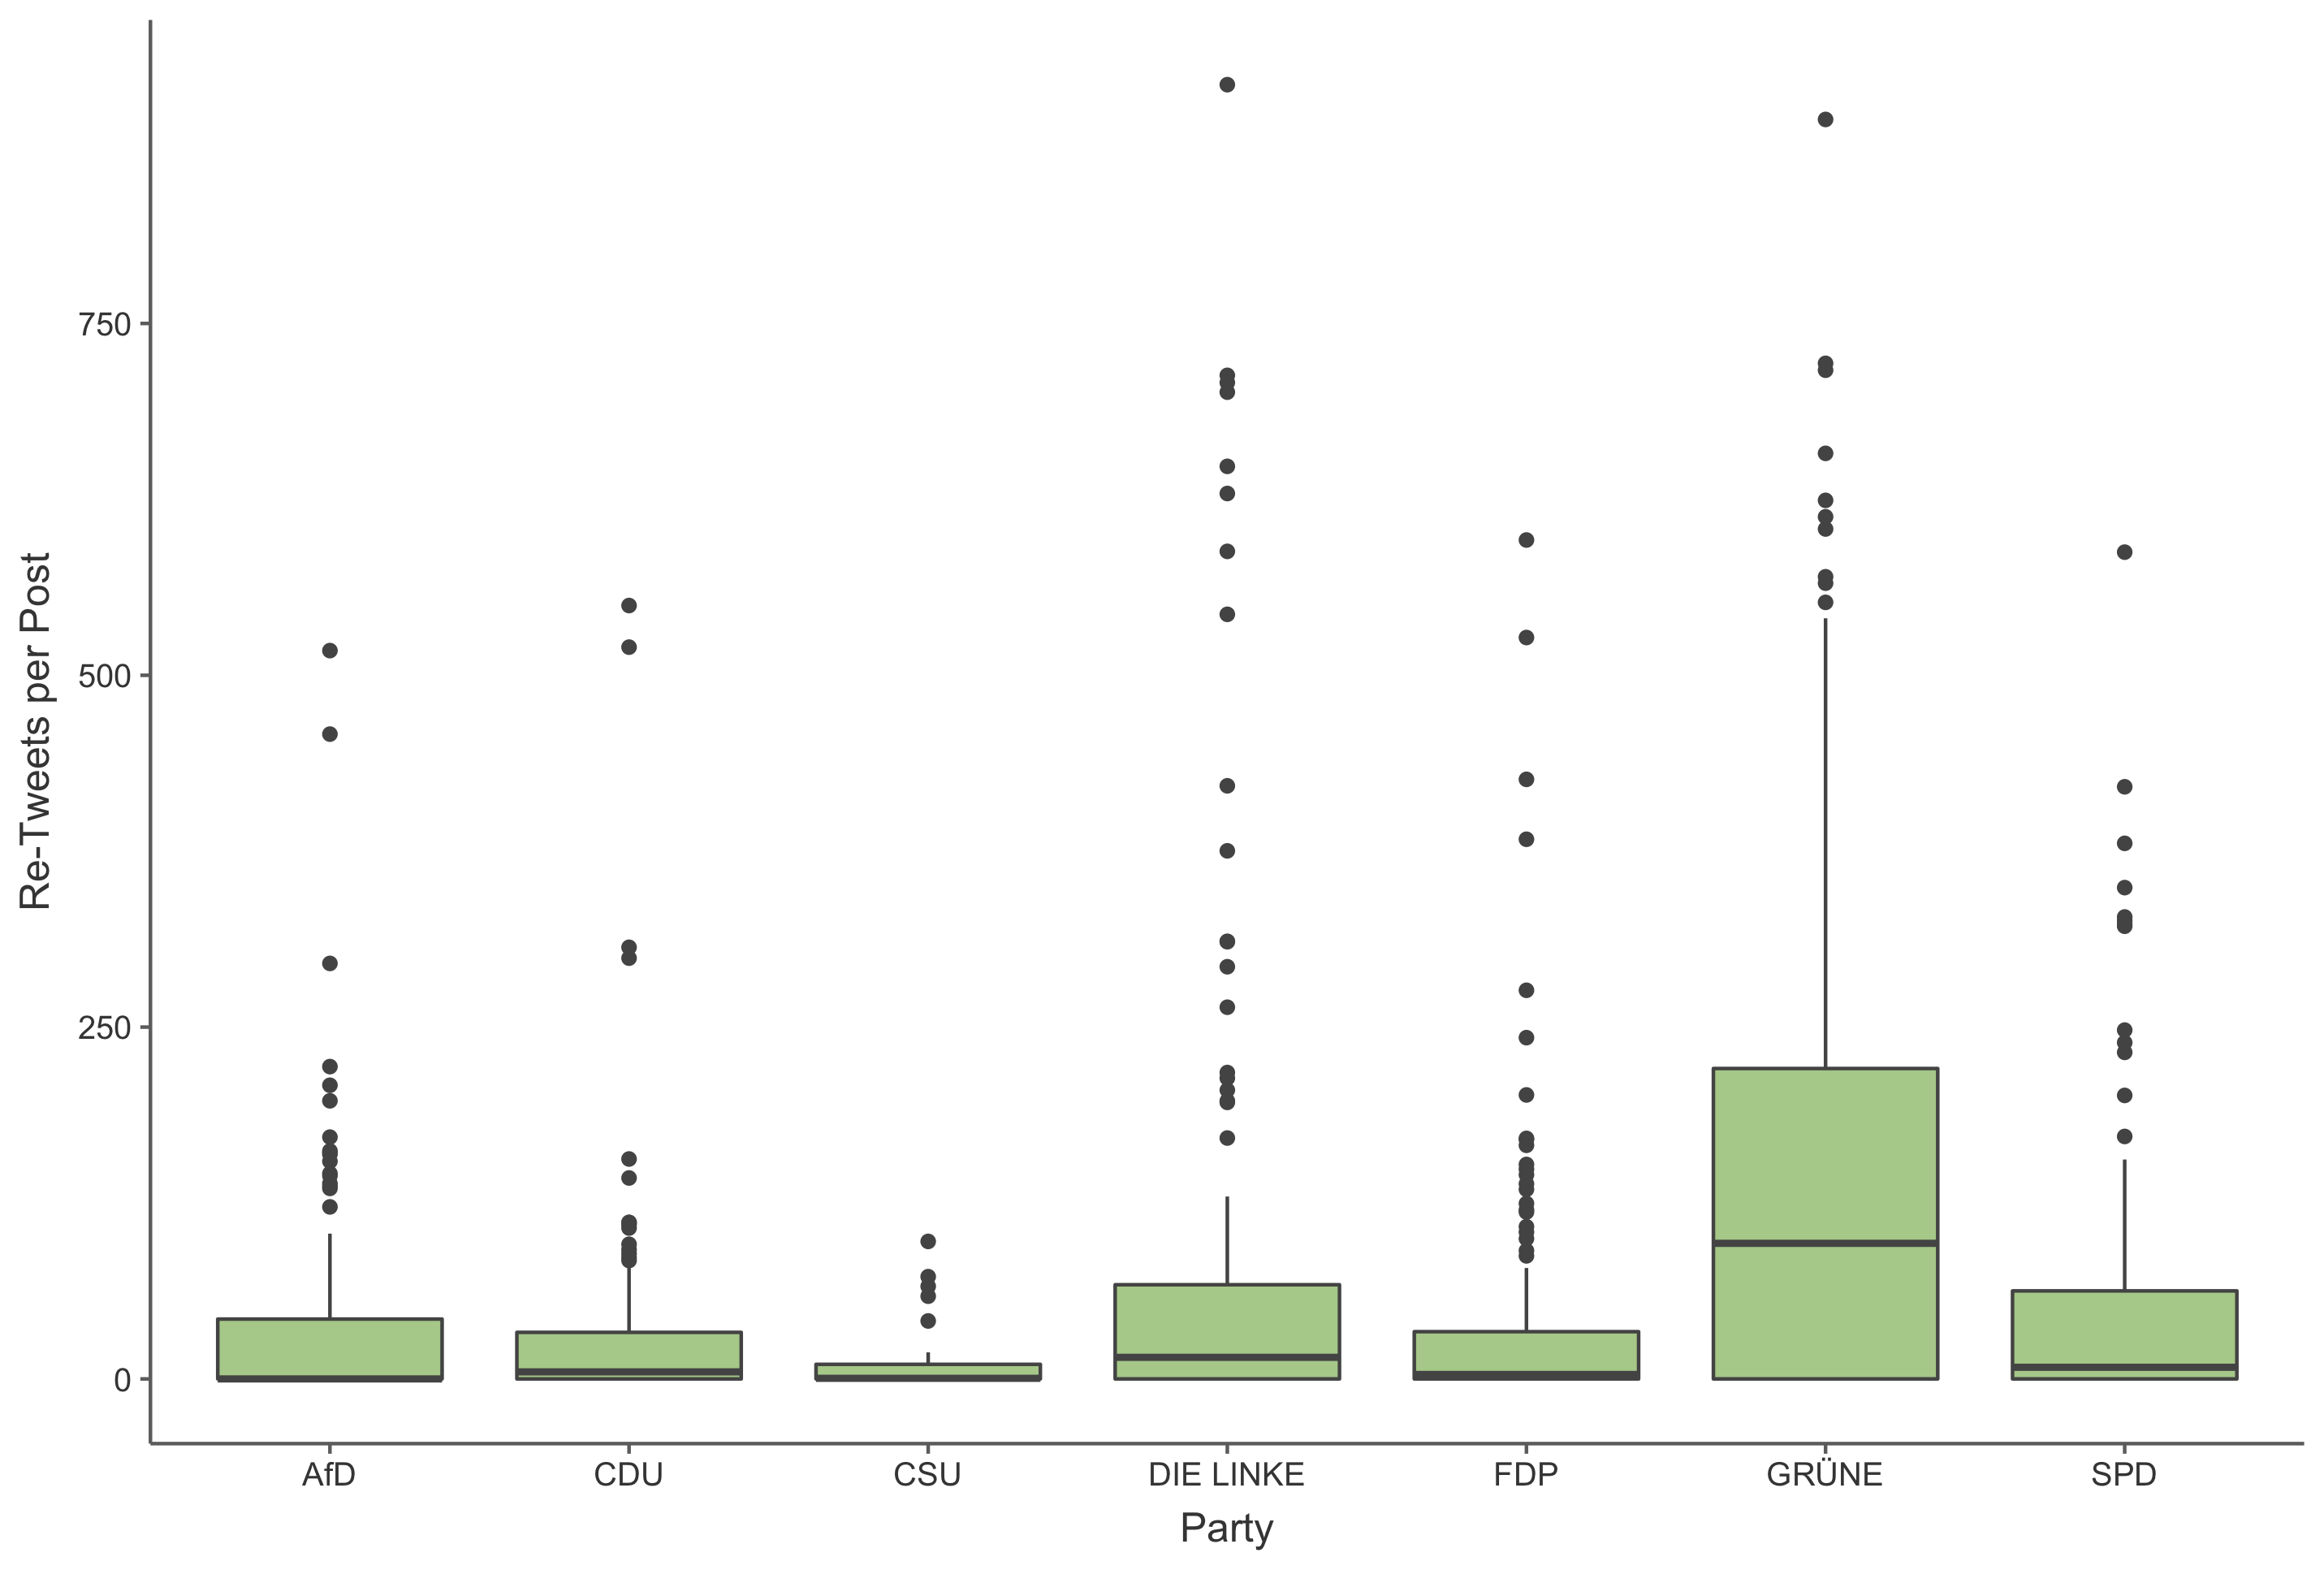 Re-Tweets per Post
750
500
250
0
AfD CDU CSU DIE LINKE FDP GRÜNE SPD
Party